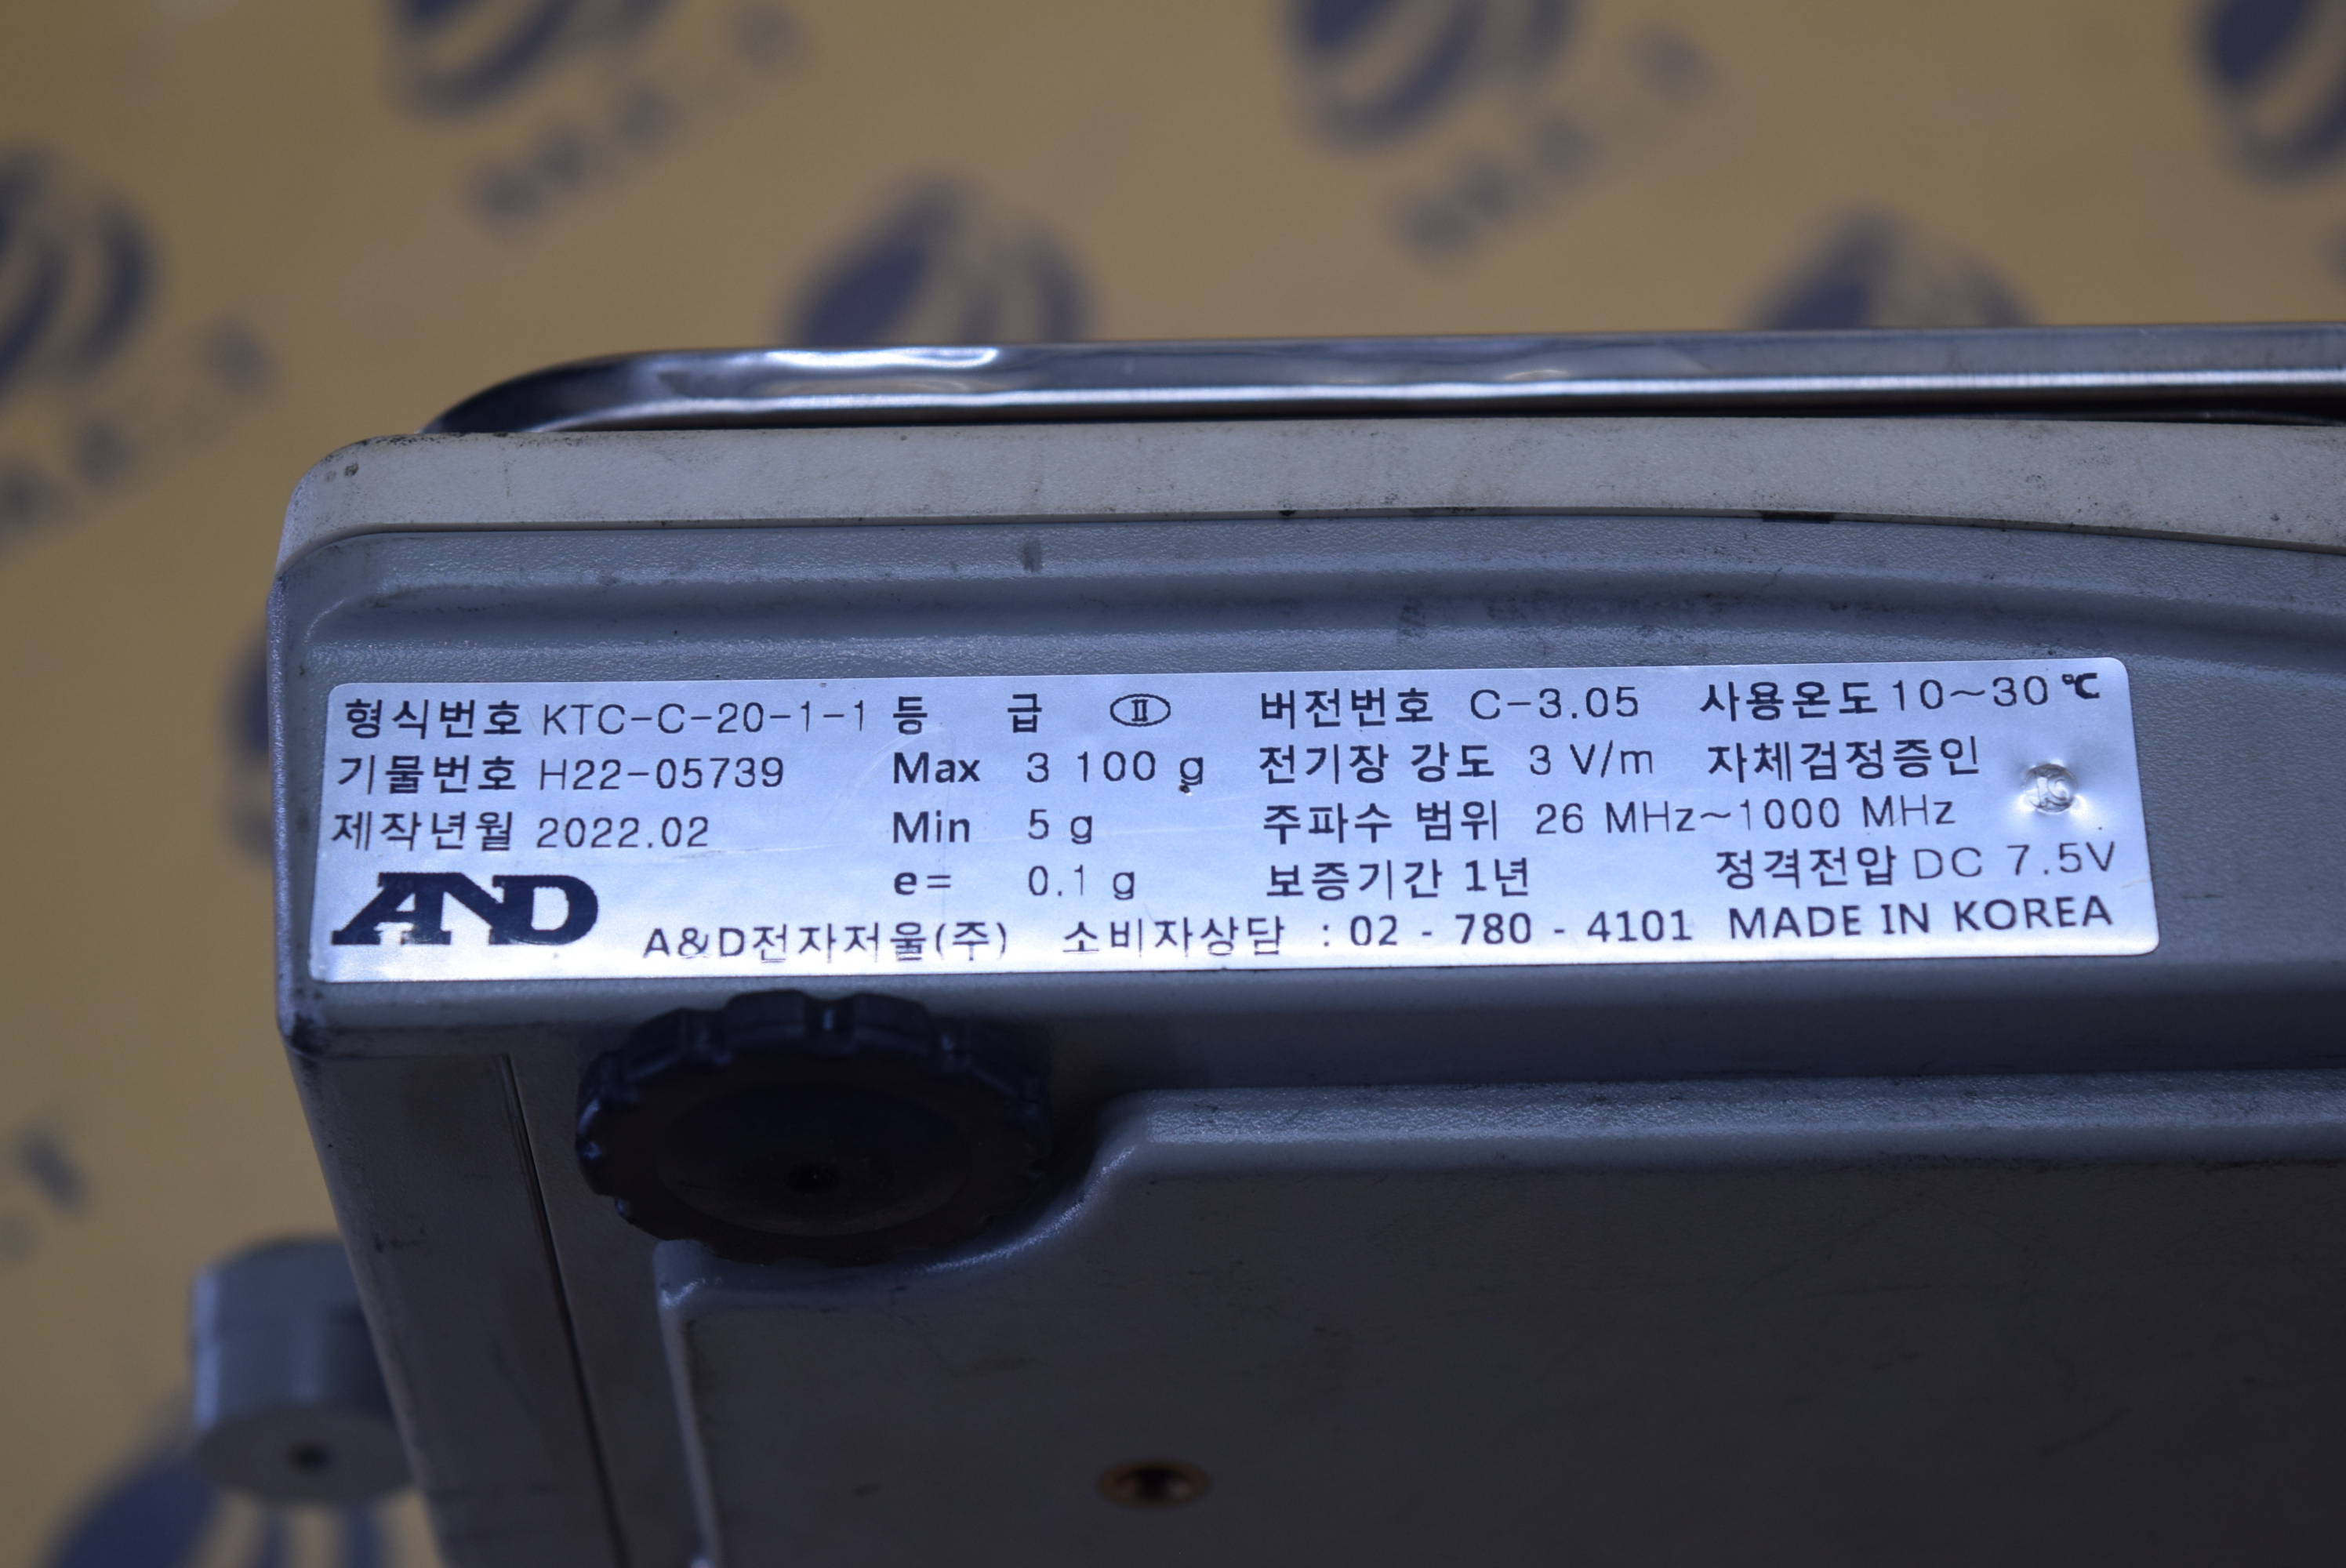 형식번호 KTC-C-20-1-1 등 급 Ⅱ 버전번호 C-3.05 사용온도 10~30 ℃
기물번호 H22-05739 Max 3 100 g 전기장 강도 3 V/m 자체검정증인
제작년월 2022.02 Min 5 g 주파수 범위 26 MHz~1000 MHz
e= 0.1 g 보증기간 1년 정격전압 DC 7.5V
AND A&D전자저울(주) 소비자상담 : 02 - 780 - 4101 MADE IN KOREA